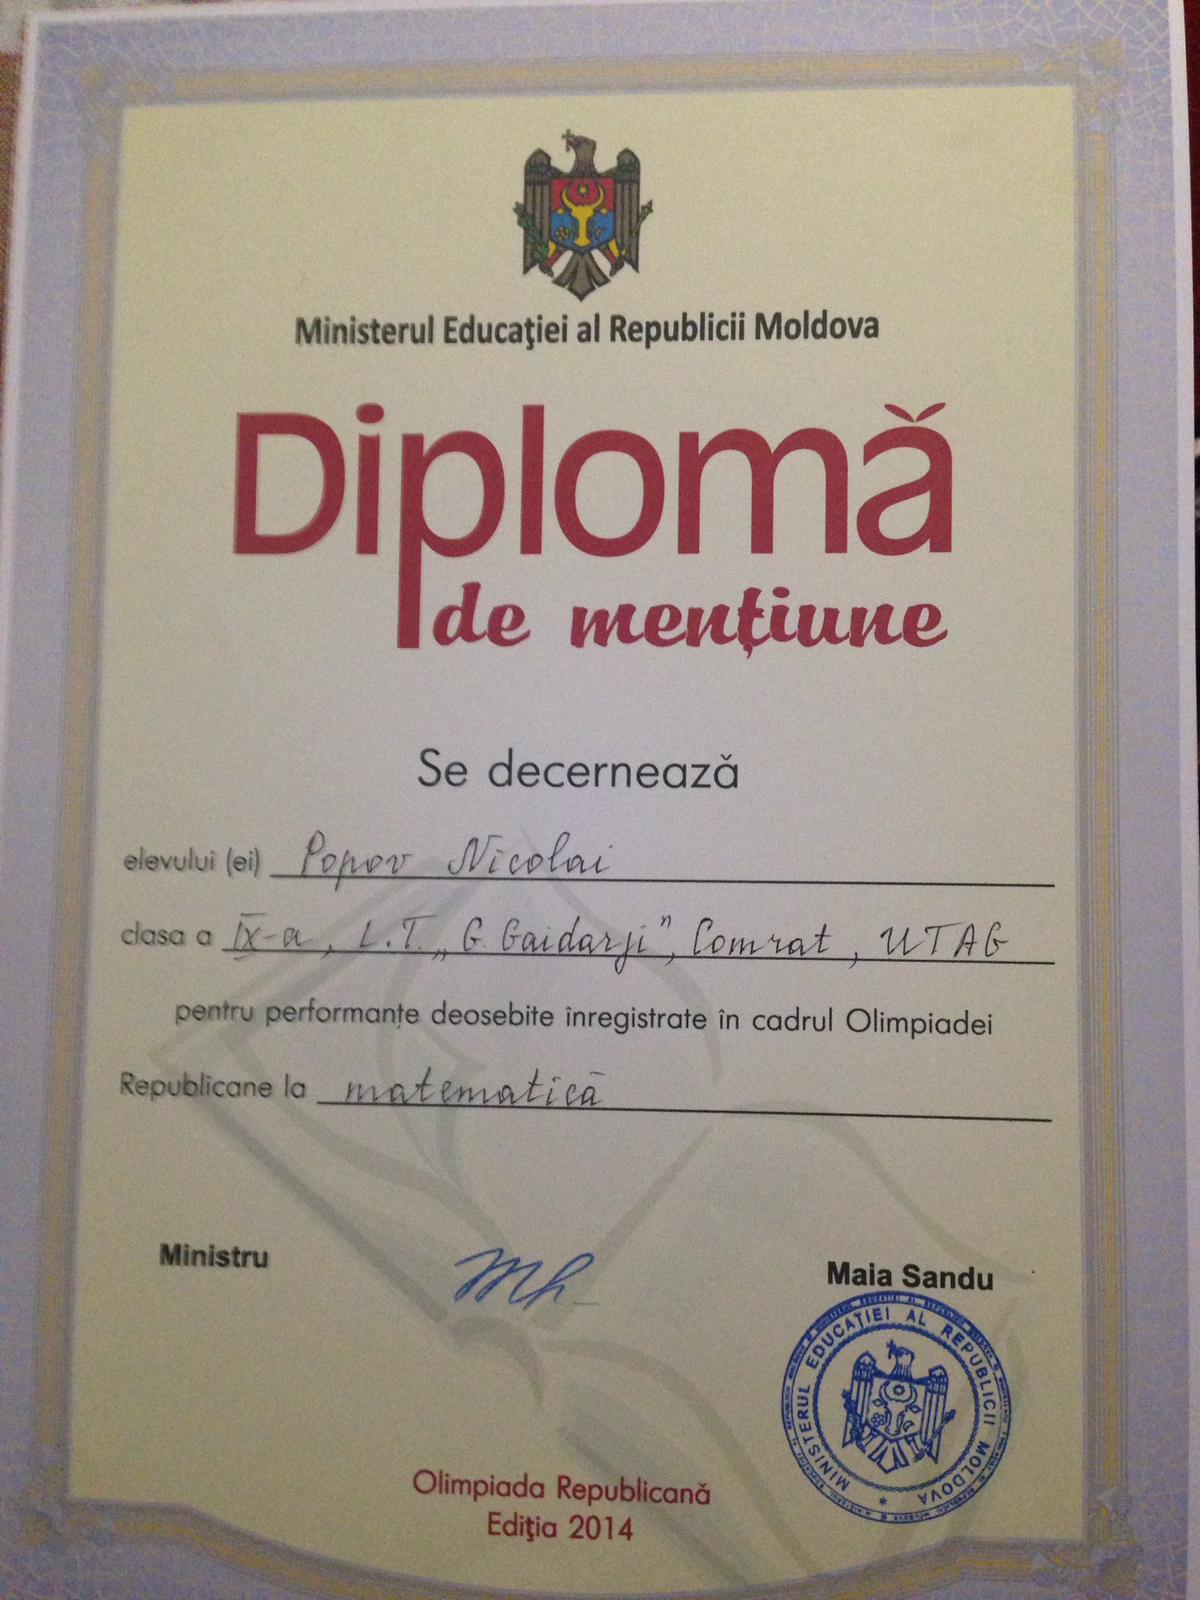 Ministerul Educaţiei al Republicii Moldova
Diplomă
de menţiune
Se decernează
elevului (ei) Popov Nicolai
clasa a IX-a, L.T. „G. Gaidarji”, Comrat, UTAG
pentru performanțe deosebite înregistrate în cadrul Olimpiadei
Republicane la matematică
Ministru
Maia Sandu
MINISTERUL EDUCAŢIEI AL REPUBLICII MOLDOVA *
Olimpiada Republicană
Ediţia 2014